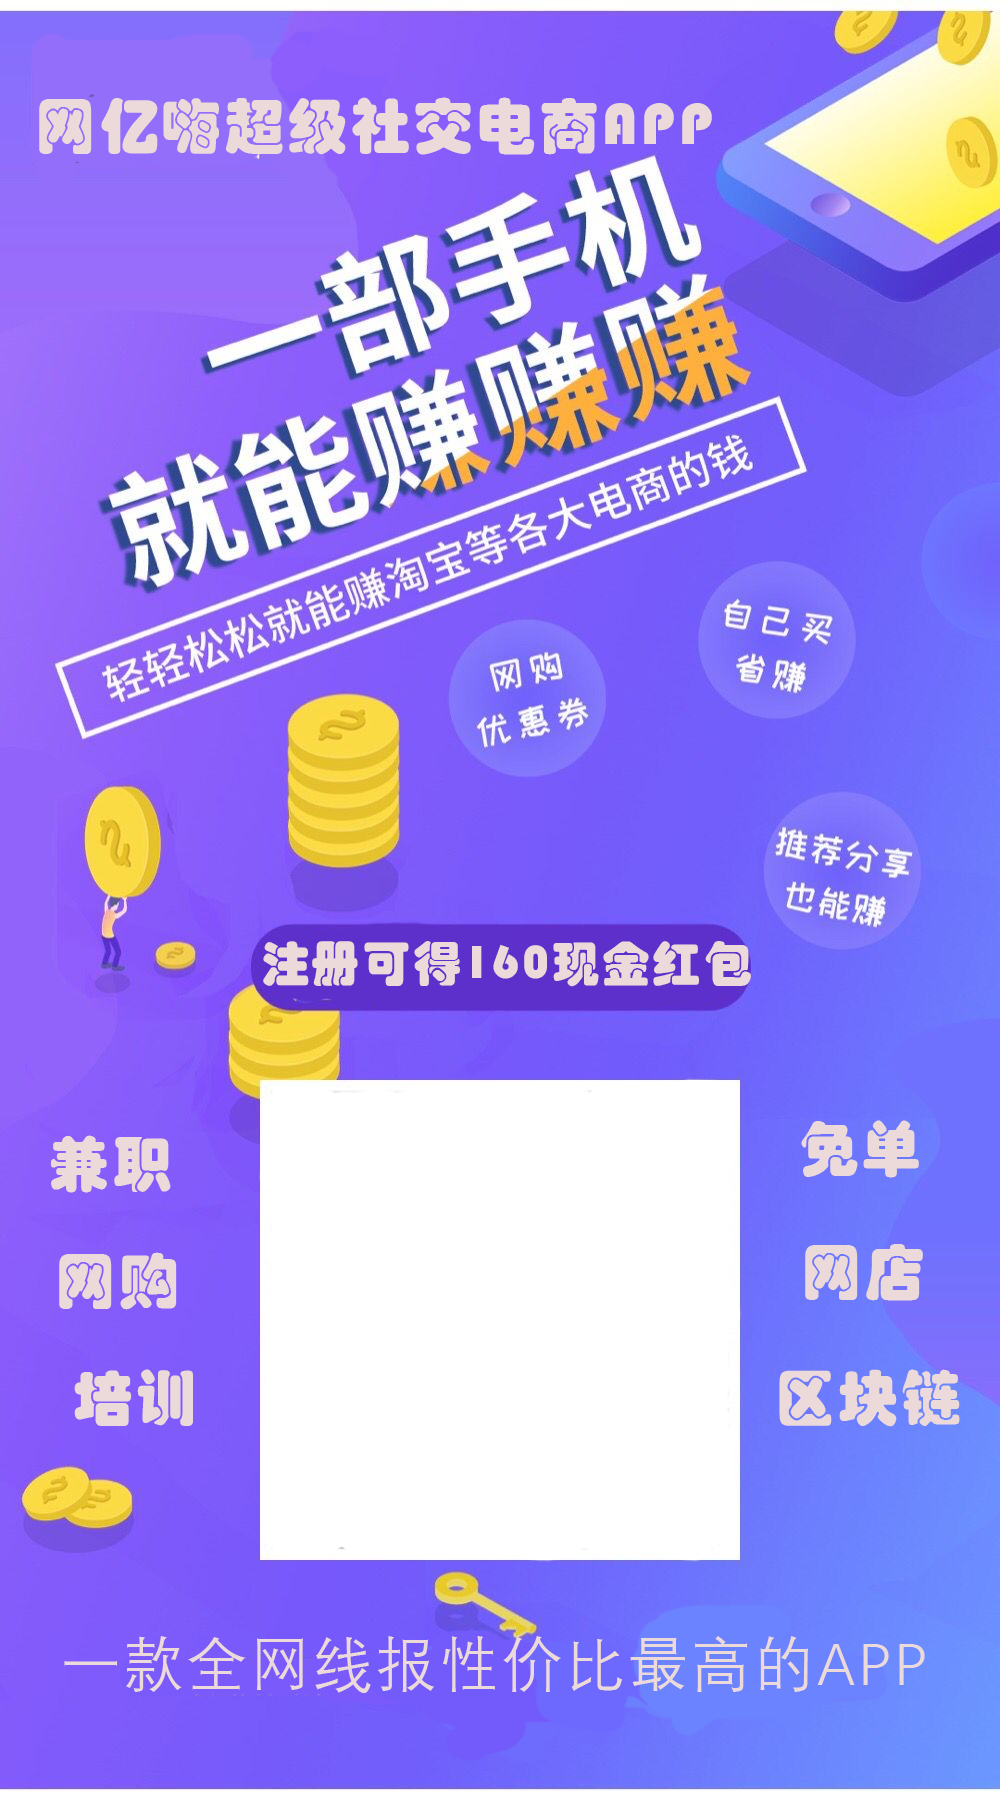 网亿嗨超级社交电商APP
一部手机
就能赚赚赚
轻轻松松就能赚淘宝等各大电商的钱
网购
优惠券
自己买
省赚
推荐分享
也能赚
注册可得160现金红包
兼职
网购
培训
免单
网店
区块链
一款全网线报性价比最高的APP